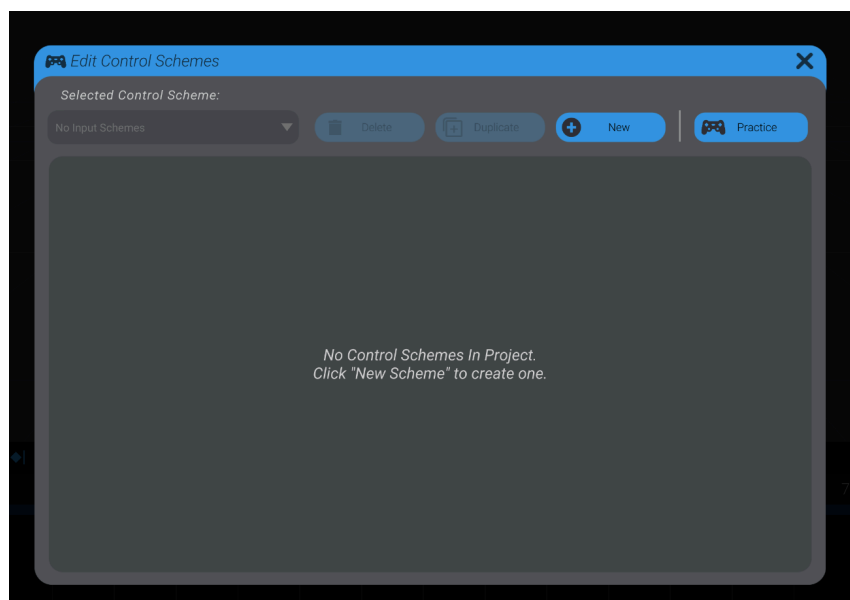 Edit Control Schemes
Selected Control Scheme:
No Input Schemes
Delete
Duplicate
New
Practice
No Control Schemes In Project.
Click "New Scheme" to create one.
7